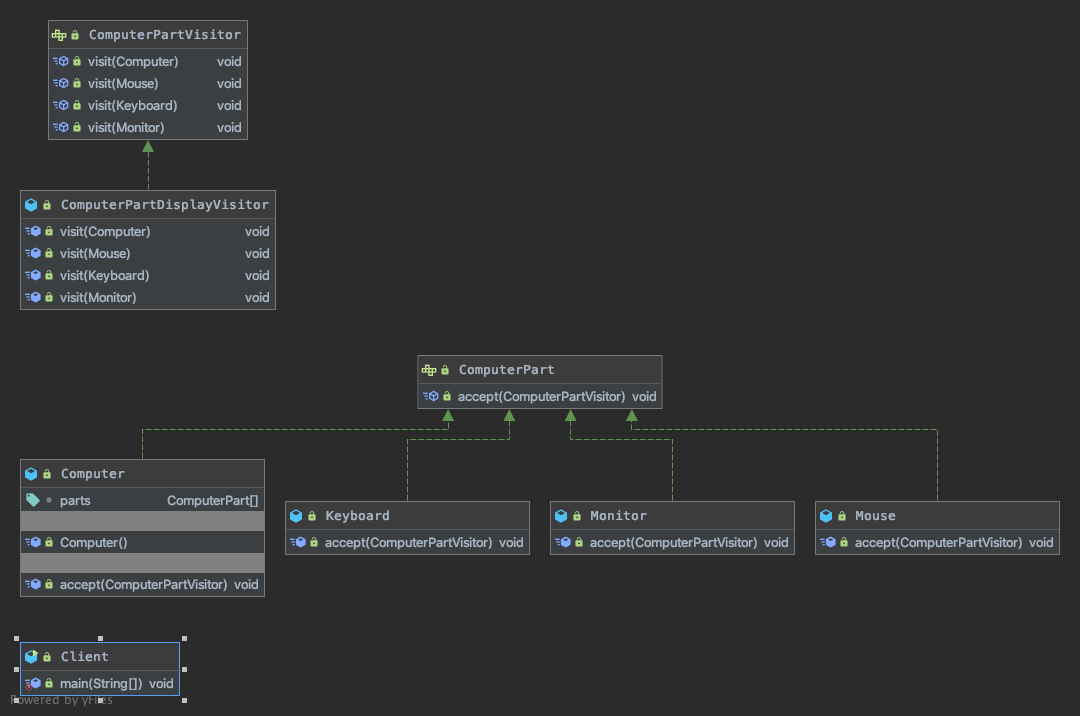 ComputerPartVisitor
visit(Computer) void
visit(Mouse) void
visit(Keyboard) void
visit(Monitor) void
ComputerPartDisplayVisitor
visit(Computer) void
visit(Mouse) void
visit(Keyboard) void
visit(Monitor) void
ComputerPart
accept(ComputerPartVisitor) void
Computer
parts ComputerPart[]
Computer()
accept(ComputerPartVisitor) void
Keyboard
accept(ComputerPartVisitor) void
Monitor
accept(ComputerPartVisitor) void
Mouse
accept(ComputerPartVisitor) void
Client
main(String[]) void
Powered by yFiles